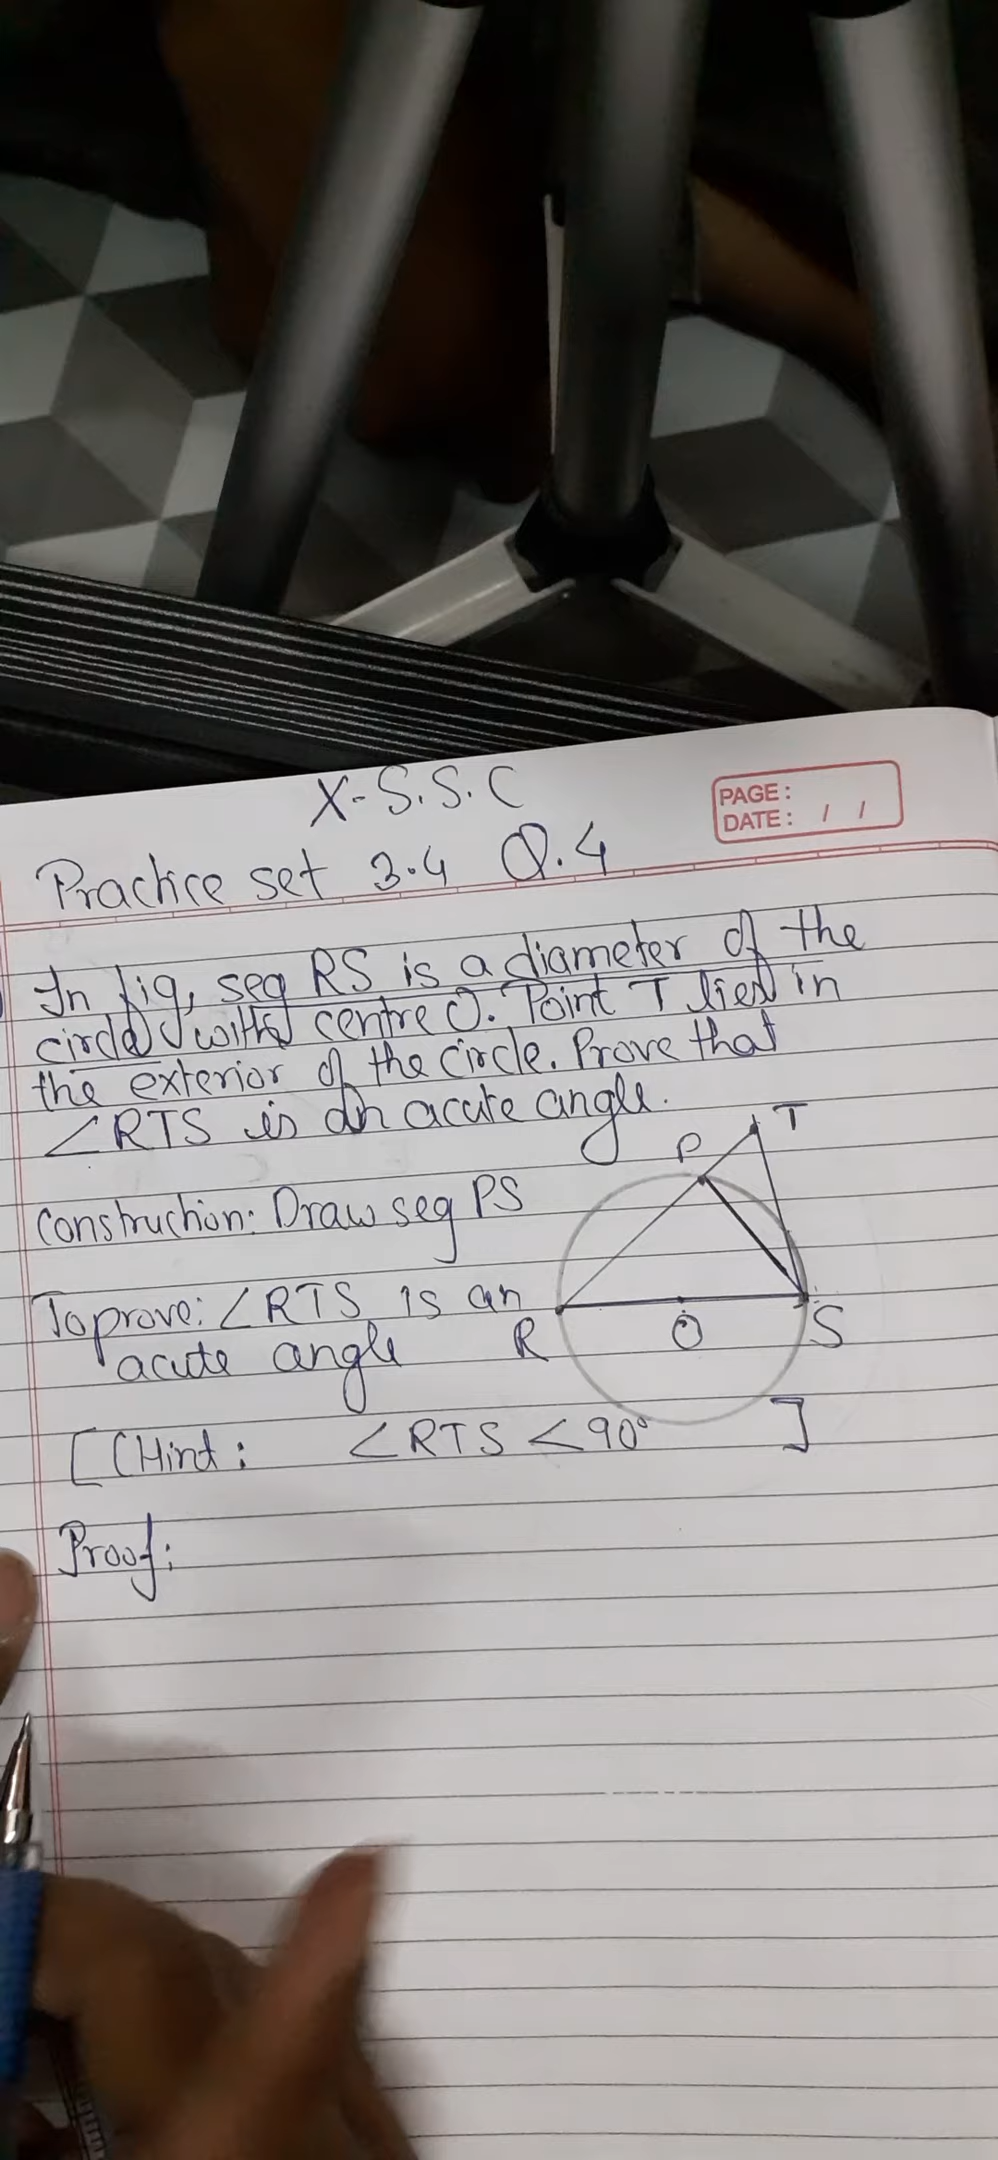 X-S.S.C
PAGE:
DATE: / /
Practice set 3.4 Q.4
In fig, seg RS is a diameter of the
circle with centre O. Point T lies in
the exterior of the circle. Prove that
∠RTS is an acute angle.
T
P
Construction: Draw seg PS
To prove: ∠RTS is an
acute angle
R
O
S
[(Hint: ∠RTS < 90° ]
Proof: